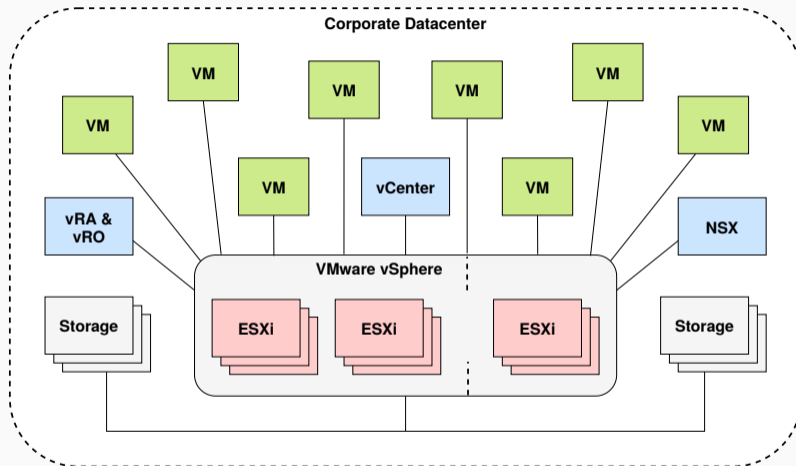 Corporate Datacenter
VM
VM
VM
VM
VM
VM
VM
vCenter
VM
vRA &
vRO
NSX
VMware vSphere
Storage
ESXi
ESXi
ESXi
Storage